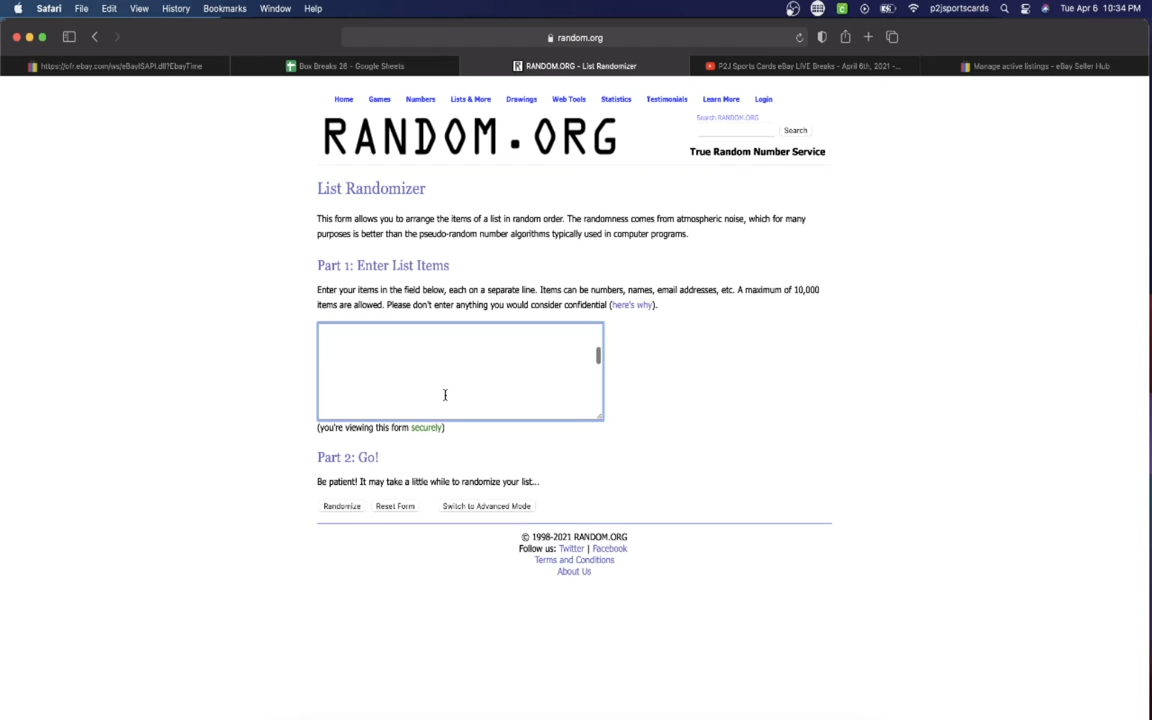 Safari File Edit View History Bookmarks Window Help p2jsportscards Tue Apr 6 10:34 PM
random.org
https://ofr.ebay.com/ws/eBayISAPI.dll?EbayTime
Box Breaks 26 - Google Sheets
RANDOM.ORG - List Randomizer
P2J Sports Cards eBay LIVE Breaks - April 6th, 2021 -...
Manage active listings - eBay Seller Hub
Home Games Numbers Lists & More Drawings Web Tools Statistics Testimonials Learn More Login
RANDOM.ORG
Search RANDOM.ORG
Search
True Random Number Service
List Randomizer
This form allows you to arrange the items of a list in random order. The randomness comes from atmospheric noise, which for many
purposes is better than the pseudo-random number algorithms typically used in computer programs.
Part 1: Enter List Items
Enter your items in the field below, each on a separate line. Items can be numbers, names, email addresses, etc. A maximum of 10,000
items are allowed. Please don't enter anything you would consider confidential (here's why).
(you're viewing this form securely)
Part 2: Go!
Be patient! It may take a little while to randomize your list...
Randomize Reset Form Switch to Advanced Mode
© 1998-2021 RANDOM.ORG
Follow us: Twitter | Facebook
Terms and Conditions
About Us